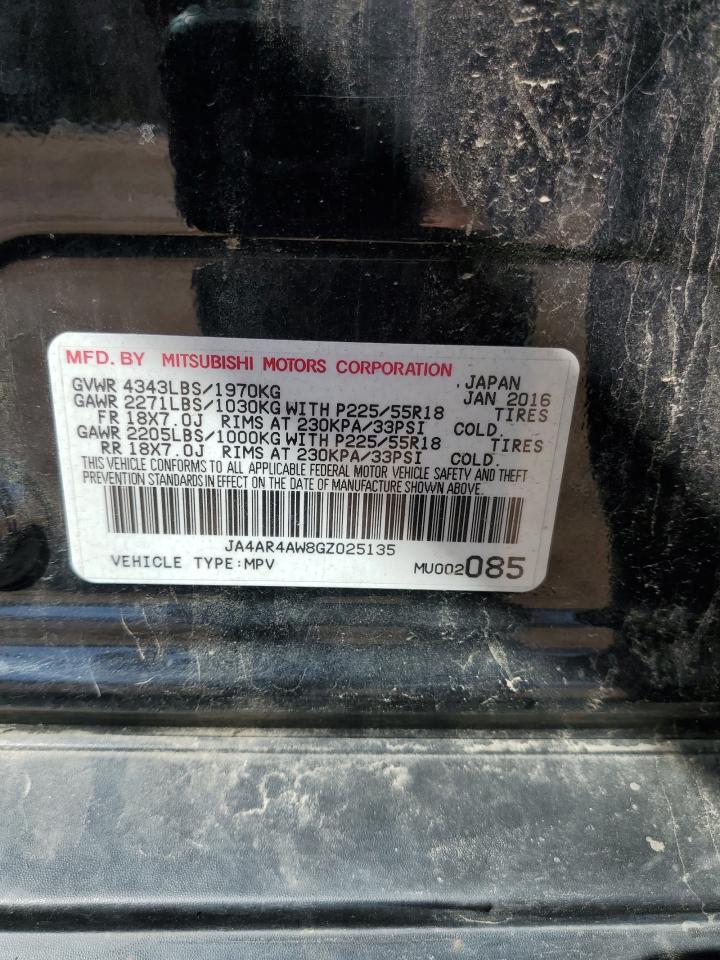 MFD. BY MITSUBISHI MOTORS CORPORATION
GVWR 4343LBS/1970KG JAPAN
GAWR 2271LBS/1030KG WITH P225/55R18 JAN 2016
FR 18X7.0J RIMS AT 230KPA/33PSI COLD. TIRES
GAWR 2205LBS/1000KG WITH P225/55R18 TIRES
RR 18X7.0J RIMS AT 230KPA/33PSI COLD.
THIS VEHICLE CONFORMS TO ALL APPLICABLE FEDERAL MOTOR VEHICLE SAFETY AND THEFT
PREVENTION STANDARDS IN EFFECT ON THE DATE OF MANUFACTURE SHOWN ABOVE.
JA4AR4AW8GZ025135
VEHICLE TYPE:MPV MU002085